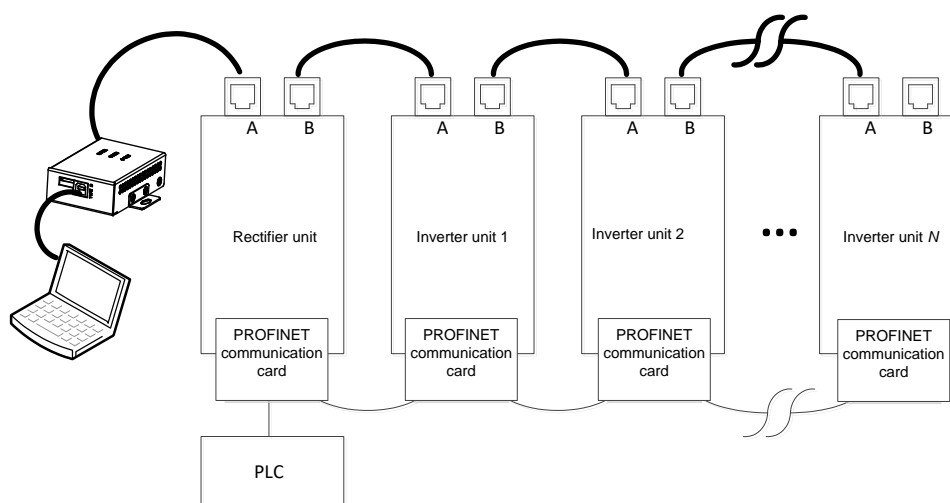 A B A B A B A B
Rectifier unit
Inverter unit 1
Inverter unit 2
Inverter unit N
PROFINET
communication
card
PROFINET
communication
card
PROFINET
communication
card
PROFINET
communication
card
PLC